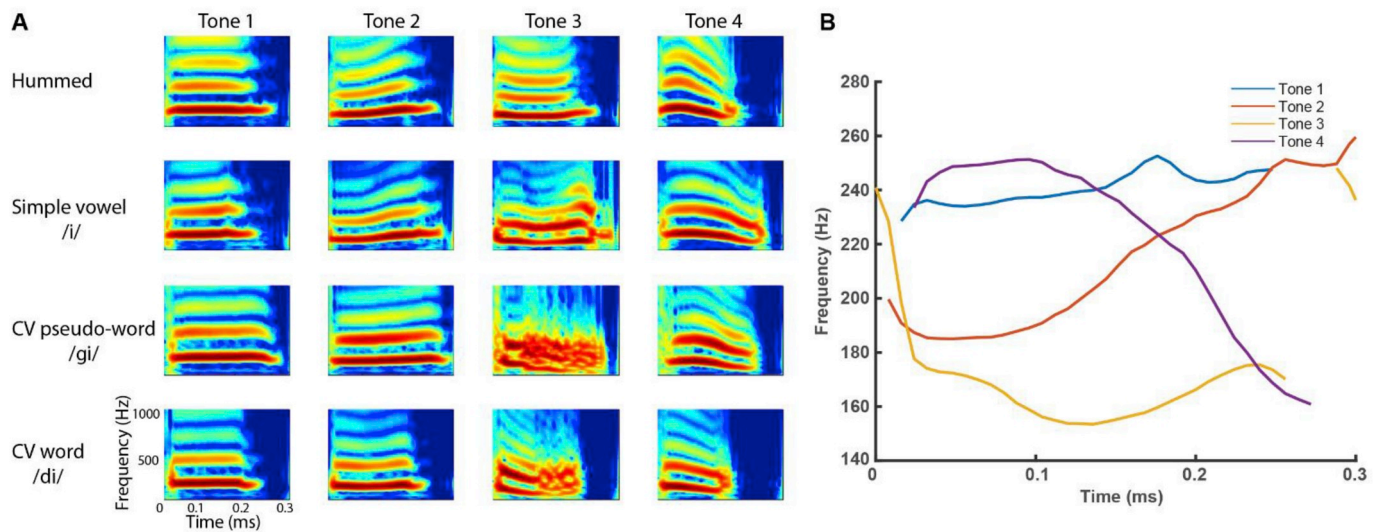 A
Tone 1 Tone 2 Tone 3 Tone 4
Hummed
Simple vowel
/i/
CV pseudo-word
/gi/
CV word
/di/
Frequency (Hz)
1000
500
0 0.1 0.2 0.3
Time (ms)
B
280
260
240
220
200
180
160
140
Frequency (Hz)
Tone 1
Tone 2
Tone 3
Tone 4
0 0.1 0.2 0.3
Time (ms)